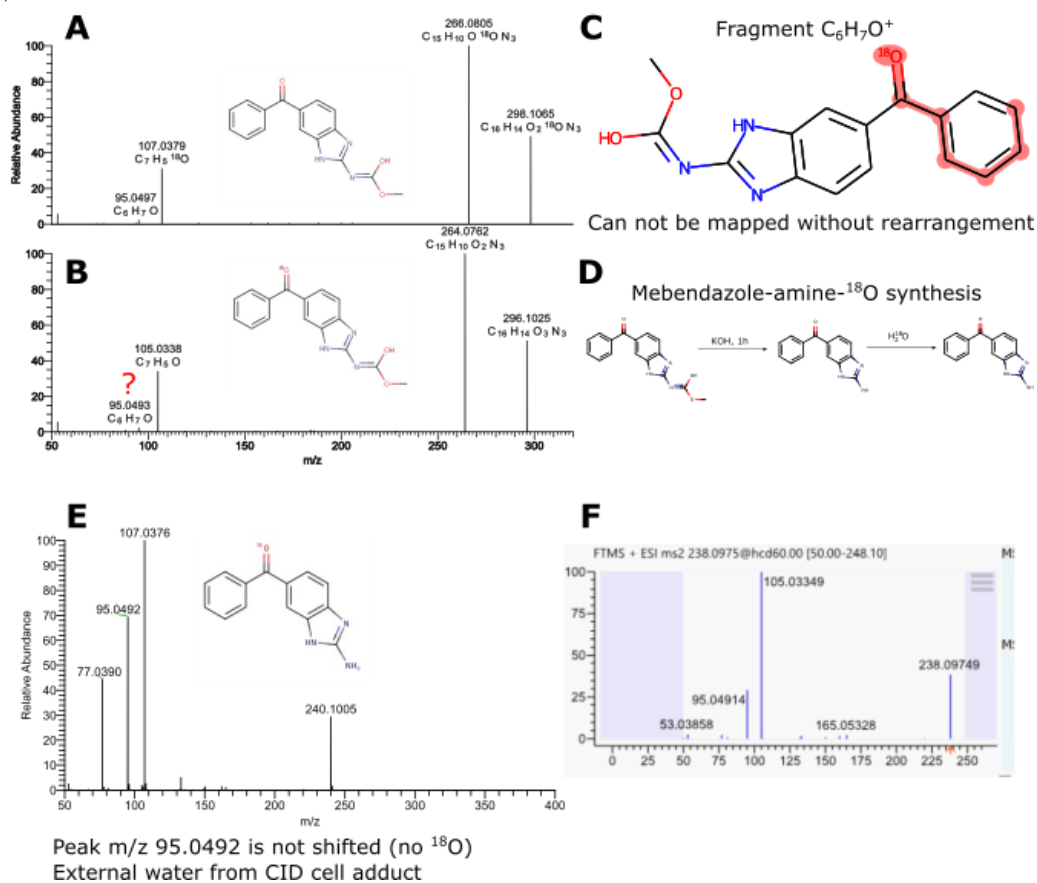 A
266.0805
C15 H10 O 18O N3
100
80
60
40
20
0
Relative Abundance
298.1065
C16 H14 O2 18O N3
107.0379
C7 H5 18O
95.0497
C6 H7 O
O
N
HN
N
OH
O
B
264.0762
C15 H10 O2 N3
100
80
60
40
20
0
296.1025
C16 H14 O3 N3
105.0338
C7 H5 O
?
95.0493
C6 H7 O
N
HN
N
OH
O
50 100 150 200 250 300
m/z
C
Fragment C6H7O+
18O
O
HO
HN
N
N
Can not be mapped without rearrangement
D
Mebendazole-amine-18O synthesis
KOH, 1h
H218O
E
107.0376
100
90
80
70
60
50
40
30
20
10
0
Relative Abundance
95.0492
77.0390
240.1005
N
HN
NH2
50 100 150 200 250 300 350 400
m/z
Peak m/z 95.0492 is not shifted (no 18O)
External water from CID cell adduct
F
FTMS + ESI ms2 238.0975@hcd60.00 [50.00-248.10]
100
75
50
25
0
105.03349
238.09749
95.04914
53.03858
165.05328
0 25 50 75 100 125 150 175 200 225 250